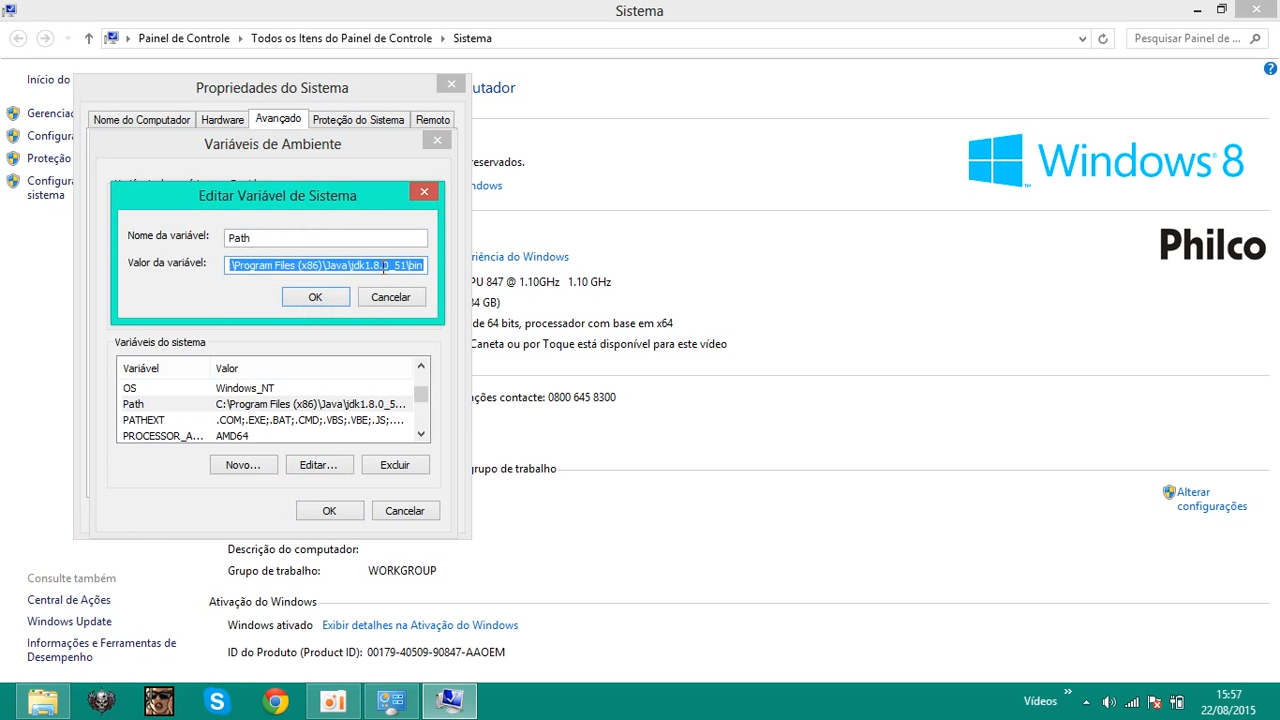 Sistema
Painel de Controle
Todos os Itens do Painel de Controle
Sistema
Pesquisar Painel de ...
Início do
Propriedades do Sistema
utador
Gerenciad
Nome do Computador
Hardware
Avançado
Proteção do Sistema
Remoto
Configura
Variáveis de Ambiente
Proteção
eservados.
Windows 8
Configura
sistema
ndows
Editar Variável de Sistema
Nome da variável:
Path
Philco
Valor da variável:
:\Program Files (x86)\Java\jdk1.8.0_51\bin
riência do Windows
PU 847 @ 1.10GHz 1.10 GHz
OK
Cancelar
84 GB)
de 64 bits, processador com base em x64
Variáveis do sistema
Caneta ou por Toque está disponível para este vídeo
Variável
Valor
OS
Windows_NT
Path
C:\Program Files (x86)\Java\jdk1.8.0_5...
ções contacte: 0800 645 8300
PATHEXT
.COM;.EXE;.BAT;.CMD;.VBS;.VBE;.JS;....
PROCESSOR_A...
AMD64
Novo...
Editar...
Excluir
grupo de trabalho
Alterar
configurações
OK
Cancelar
Descrição do computador:
Grupo de trabalho:
WORKGROUP
Consulte também
Central de Ações
Ativação do Windows
Windows Update
Windows ativado
Exibir detalhes na Ativação do Windows
Informações e Ferramentas de
Desempenho
ID do Produto (Product ID): 00179-40509-90847-AAOEM
Vídeos
15:57
22/08/2015